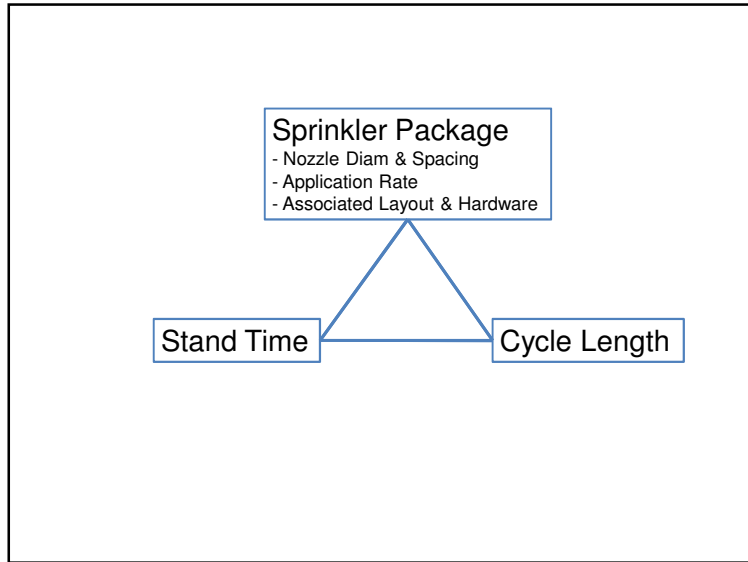 Sprinkler Package
- Nozzle Diam & Spacing
- Application Rate
- Associated Layout & Hardware
Stand Time
Cycle Length